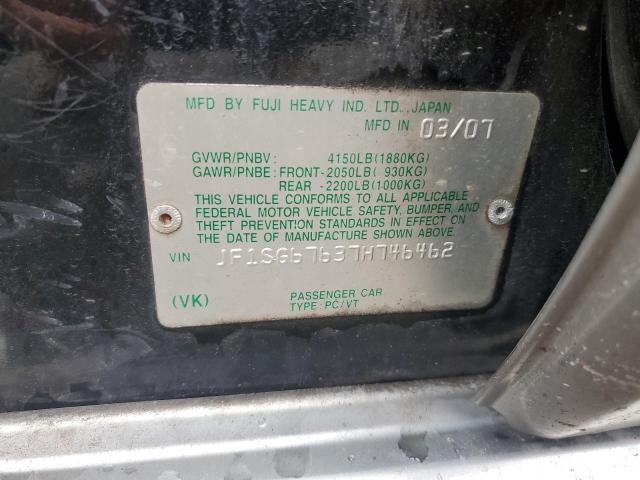 MFD BY FUJI HEAVY IND. LTD., JAPAN
MFD IN 03/07
GVWR/PNBV: 4150LB(1880KG)
GAWR/PNBE: FRONT-2050LB( 930KG)
REAR -2200LB(1000KG)
THIS VEHICLE CONFORMS TO ALL APPLICABLE
FEDERAL MOTOR VEHICLE SAFETY, BUMPER, AND
THEFT PREVENTION STANDARDS IN EFFECT ON
THE DATE OF MANUFACTURE SHOWN ABOVE.
VIN JF1SG67637H746462
(VK) PASSENGER CAR
TYPE:PC/VT